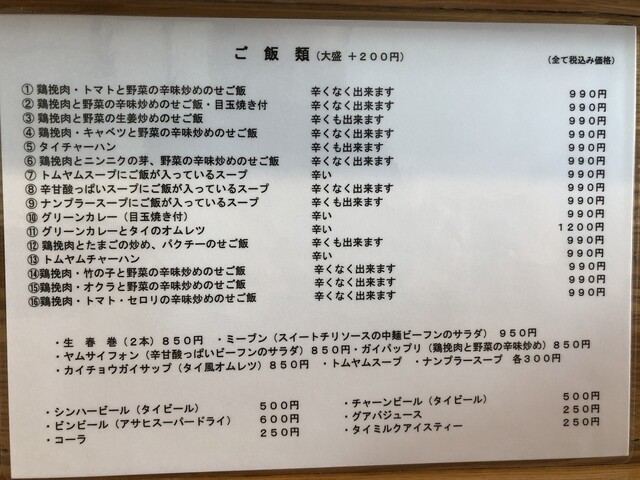 ご飯類（大盛 ＋２００円）
（全て税込み価格）
① 鶏挽肉・トマトと野菜の辛味炒めのせご飯 辛くなく出来ます ９９０円
② 鶏挽肉と野菜の辛味炒めのせご飯・目玉焼き付 辛くなく出来ます ９９０円
③ 鶏挽肉と野菜の生姜炒めのせご飯 辛くも出来ます ９９０円
④ 鶏挽肉・キャベツと野菜の辛味炒めのせご飯 辛くなく出来ます ９９０円
⑤ タイチャーハン 辛くも出来ます ９９０円
⑥ 鶏挽肉とニンニクの芽、野菜の辛味炒めのせご飯 辛くなく出来ます ９９０円
⑦ トムヤムスープにご飯が入っているスープ 辛い ９９０円
⑧ 辛甘酸っぱいスープにご飯が入っているスープ 辛くなく出来ます ９９０円
⑨ ナンプラースープにご飯が入っているスープ 辛くも出来ます ９９０円
⑩ グリーンカレー（目玉焼き付） 辛い ９９０円
⑪ グリーンカレーとタイのオムレツ 辛い １２００円
⑫ 鶏挽肉とたまごの炒め、パクチーのせご飯 辛くも出来ます ９９０円
⑬ トムヤムチャーハン 辛い ９９０円
⑭鶏挽肉・竹の子と野菜の辛味炒めのせご飯 辛くなく出来ます ９９０円
⑮鶏挽肉・オクラと野菜の辛味炒めのせご飯 辛くなく出来ます ９９０円
⑯鶏挽肉・トマト・セロリの辛味炒めのせご飯 辛くなく出来ます ９９０円
・生 春 巻（２本）８５０円 ・ミーブン（スイートチリソースの中麺ビーフンのサラダ） ９５０円
・ヤムサイフォン（辛甘酸っぱいビーフンのサラダ）８５０円・ガイパップリ（鶏挽肉と野菜の辛味炒め）８５０円
・カイチョウガイサップ（タイ風オムレツ）８５０円 ・トムヤムスープ ・ナンプラースープ 各３００円
・シンハービール（タイビール） ５００円 ・チャーンビール（タイビール） ５００円
・ビンビール（アサヒスーパードライ） ６００円 ・グアバジュース ２５０円
・コーラ ２５０円 ・タイミルクアイスティー ２５０円